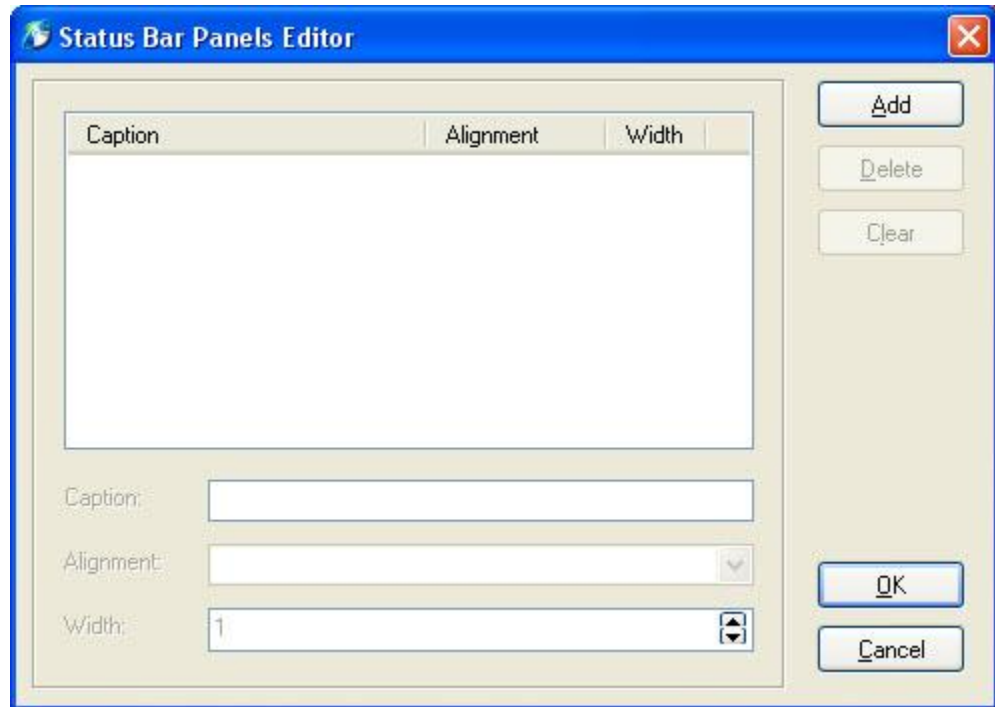 Status Bar Panels Editor
Caption Alignment Width
Add
Delete
Clear
Caption:
Alignment:
Width: 1
OK
Cancel